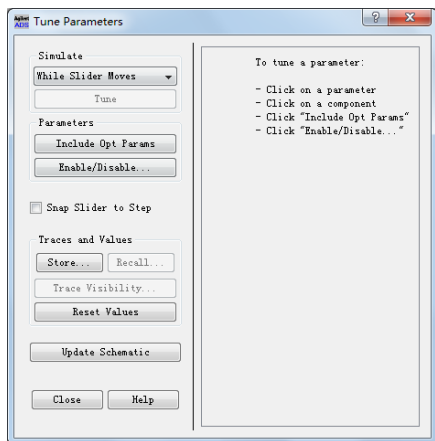 Agilent
ADS
Tune Parameters
Simulate
While Slider Moves
Tune
Parameters
Include Opt Params
Enable/Disable...
Snap Slider to Step
Traces and Values
Store...
Recall...
Trace Visibility...
Reset Values
Update Schematic
Close
Help
To tune a parameter:
- Click on a parameter
- Click on a component
- Click "Include Opt Params"
- Click "Enable/Disable..."